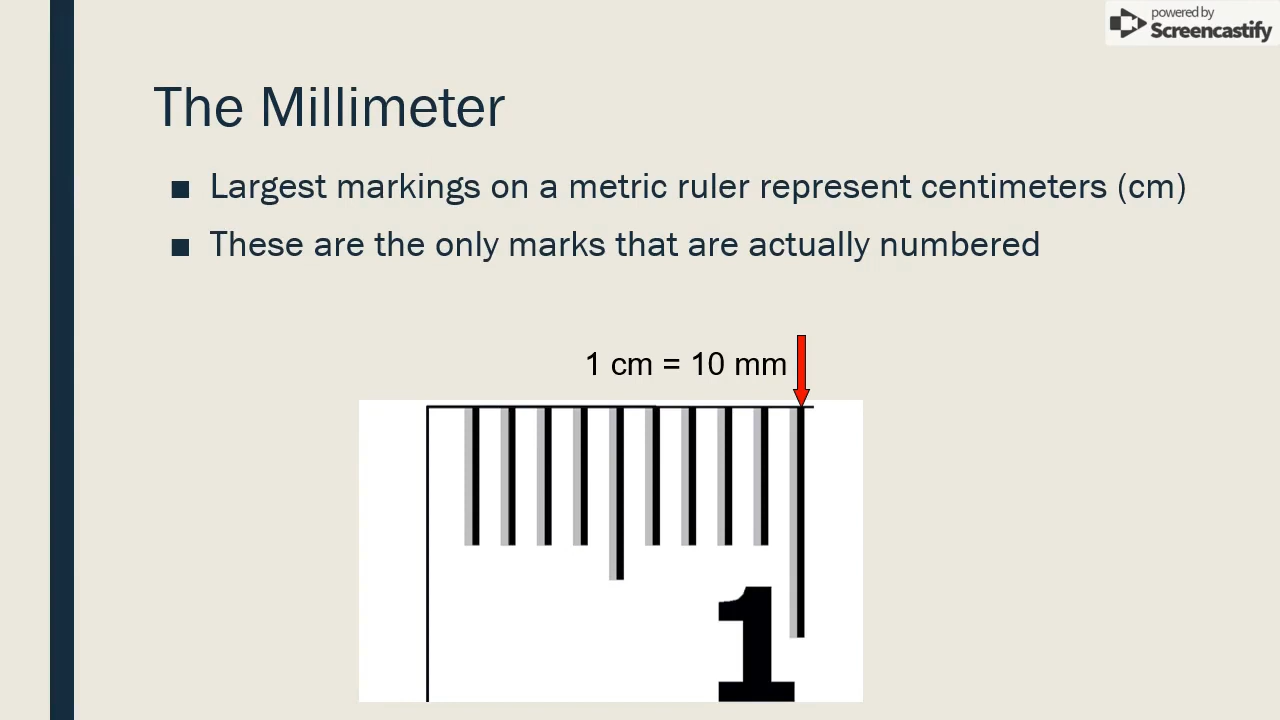 powered by
Screencastify
The Millimeter
■ Largest markings on a metric ruler represent centimeters (cm)
■ These are the only marks that are actually numbered
1 cm = 10 mm
1